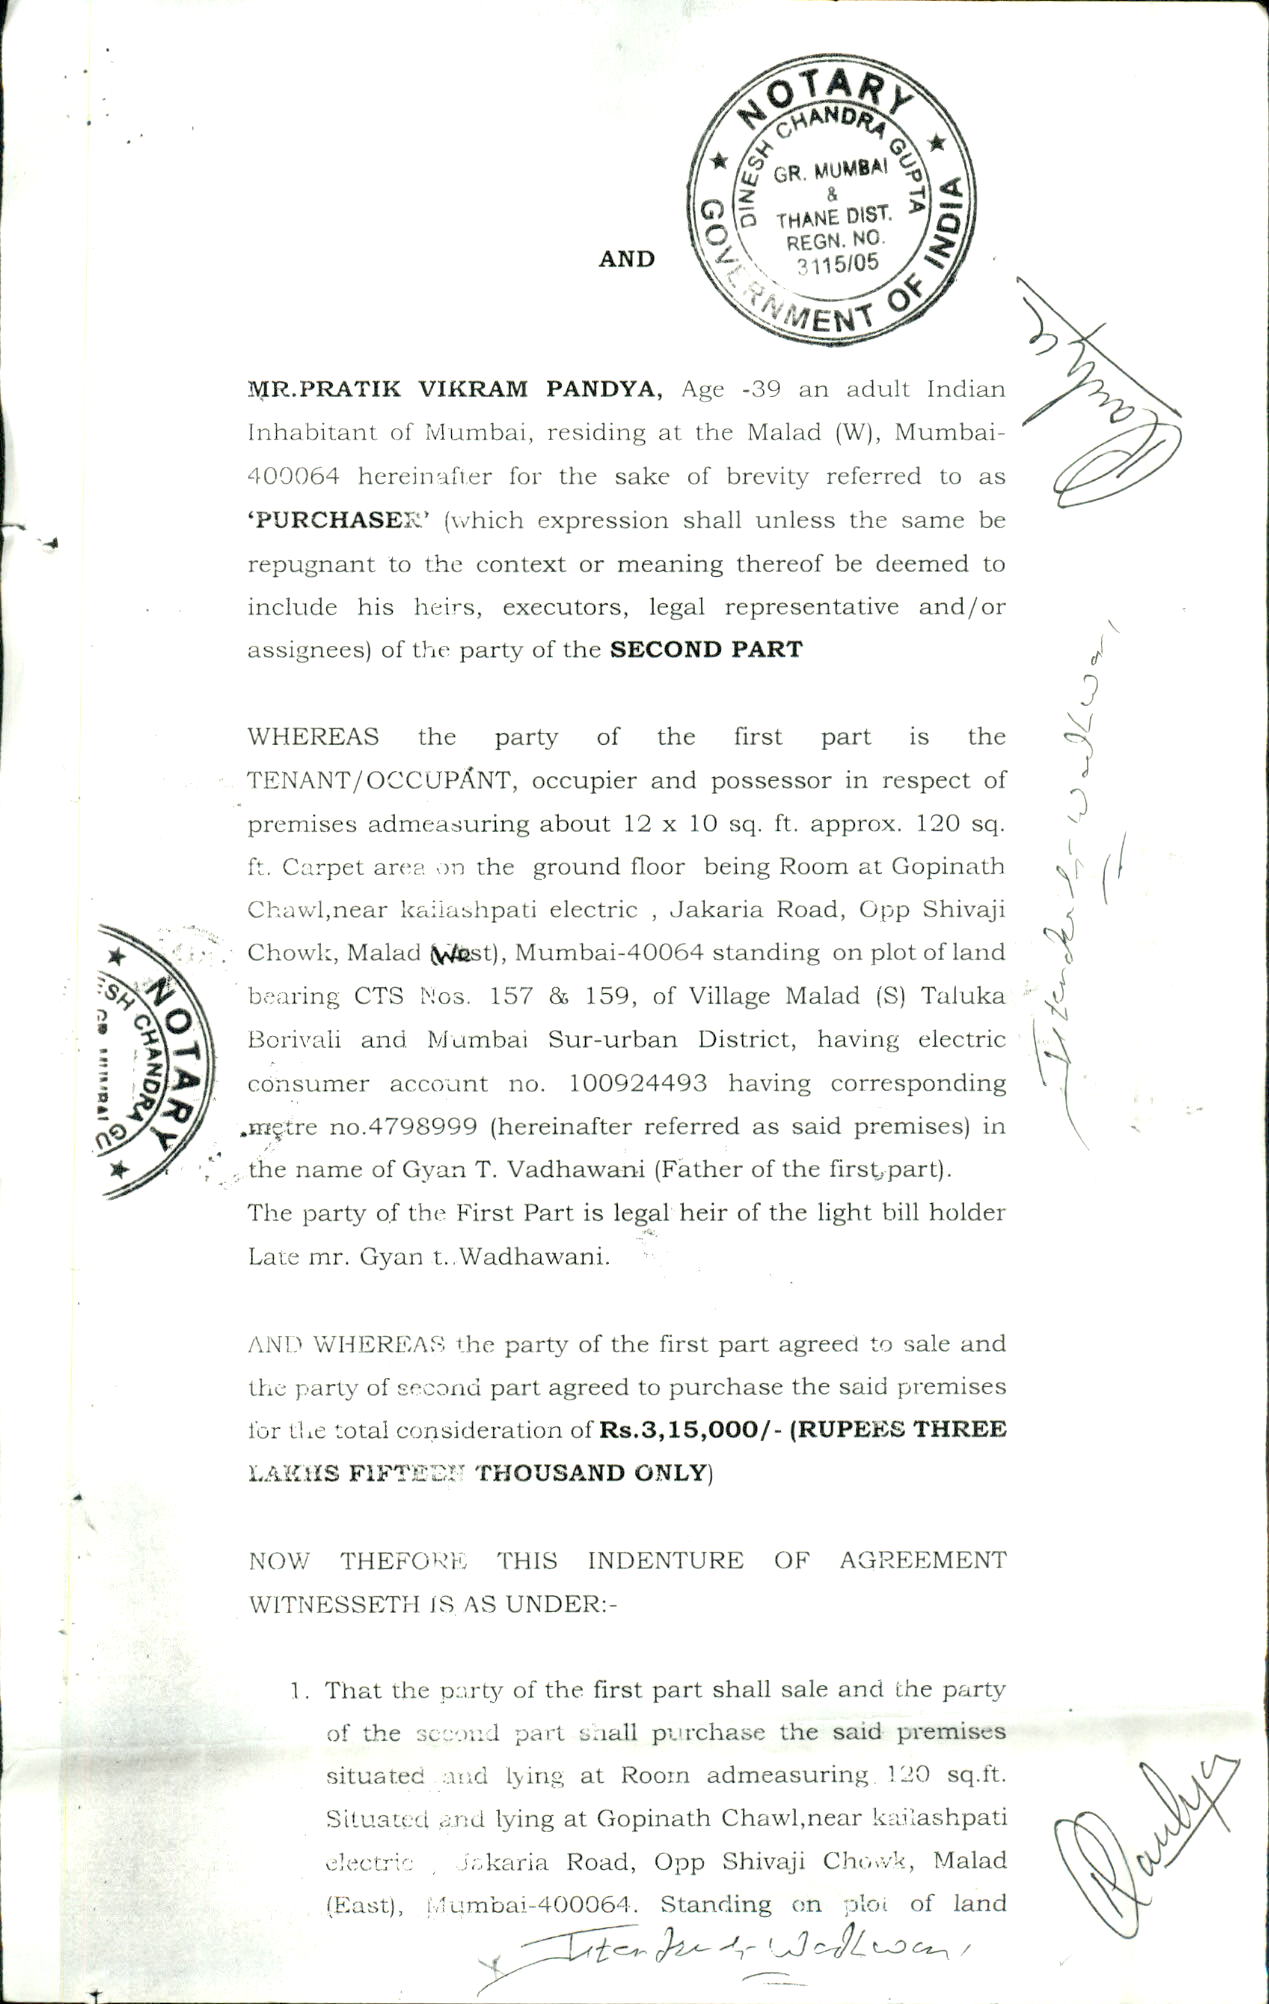 NOTARY
DINESH CHANDRA GUPTA
GR. MUMBAI
&
THANE DIST.
REGN. NO.
3115/05
GOVERNMENT OF INDIA
AND
MR.PRATIK VIKRAM PANDYA, Age -39 an adult Indian
Inhabitant of Mumbai, residing at the Malad (W), Mumbai-
400064 hereinafter for the sake of brevity referred to as
‘PURCHASER’ (which expression shall unless the same be
repugnant to the context or meaning thereof be deemed to
include his heirs, executors, legal representative and/or
assignees) of the party of the SECOND PART
WHEREAS the party of the first part is the
TENANT/OCCUPANT, occupier and possessor in respect of
premises admeasuring about 12 x 10 sq. ft. approx. 120 sq.
ft. Carpet area on the ground floor being Room at Gopinath
Chawl,near kailashpati electric , Jakaria Road, Opp Shivaji
Chowk, Malad (West), Mumbai-40064 standing on plot of land
bearing CTS Nos. 157 & 159, of Village Malad (S) Taluka
Borivali and Mumbai Sur-urban District, having electric
consumer account no. 100924493 having corresponding
metre no.4798999 (hereinafter referred as said premises) in
the name of Gyan T. Vadhawani (Father of the first part).
The party of the First Part is legal heir of the light bill holder
Late mr. Gyan t. Wadhawani.
AND WHEREAS the party of the first part agreed to sale and
the party of second part agreed to purchase the said premises
for the total consideration of Rs.3,15,000/- (RUPEES THREE
LAKHS FIFTEEN THOUSAND ONLY)
NOW THEFORE THIS INDENTURE OF AGREEMENT
WITNESSETH IS AS UNDER:-
1. That the party of the first part shall sale and the party
of the second part shall purchase the said premises
situated and lying at Room admeasuring 120 sq.ft.
Situated and lying at Gopinath Chawl,near kailashpati
electric , Jakaria Road, Opp Shivaji Chowk, Malad
(East), Mumbai-400064. Standing on plot of land
NOTARY
ESH CHANDRA GU
GR MUMBAI